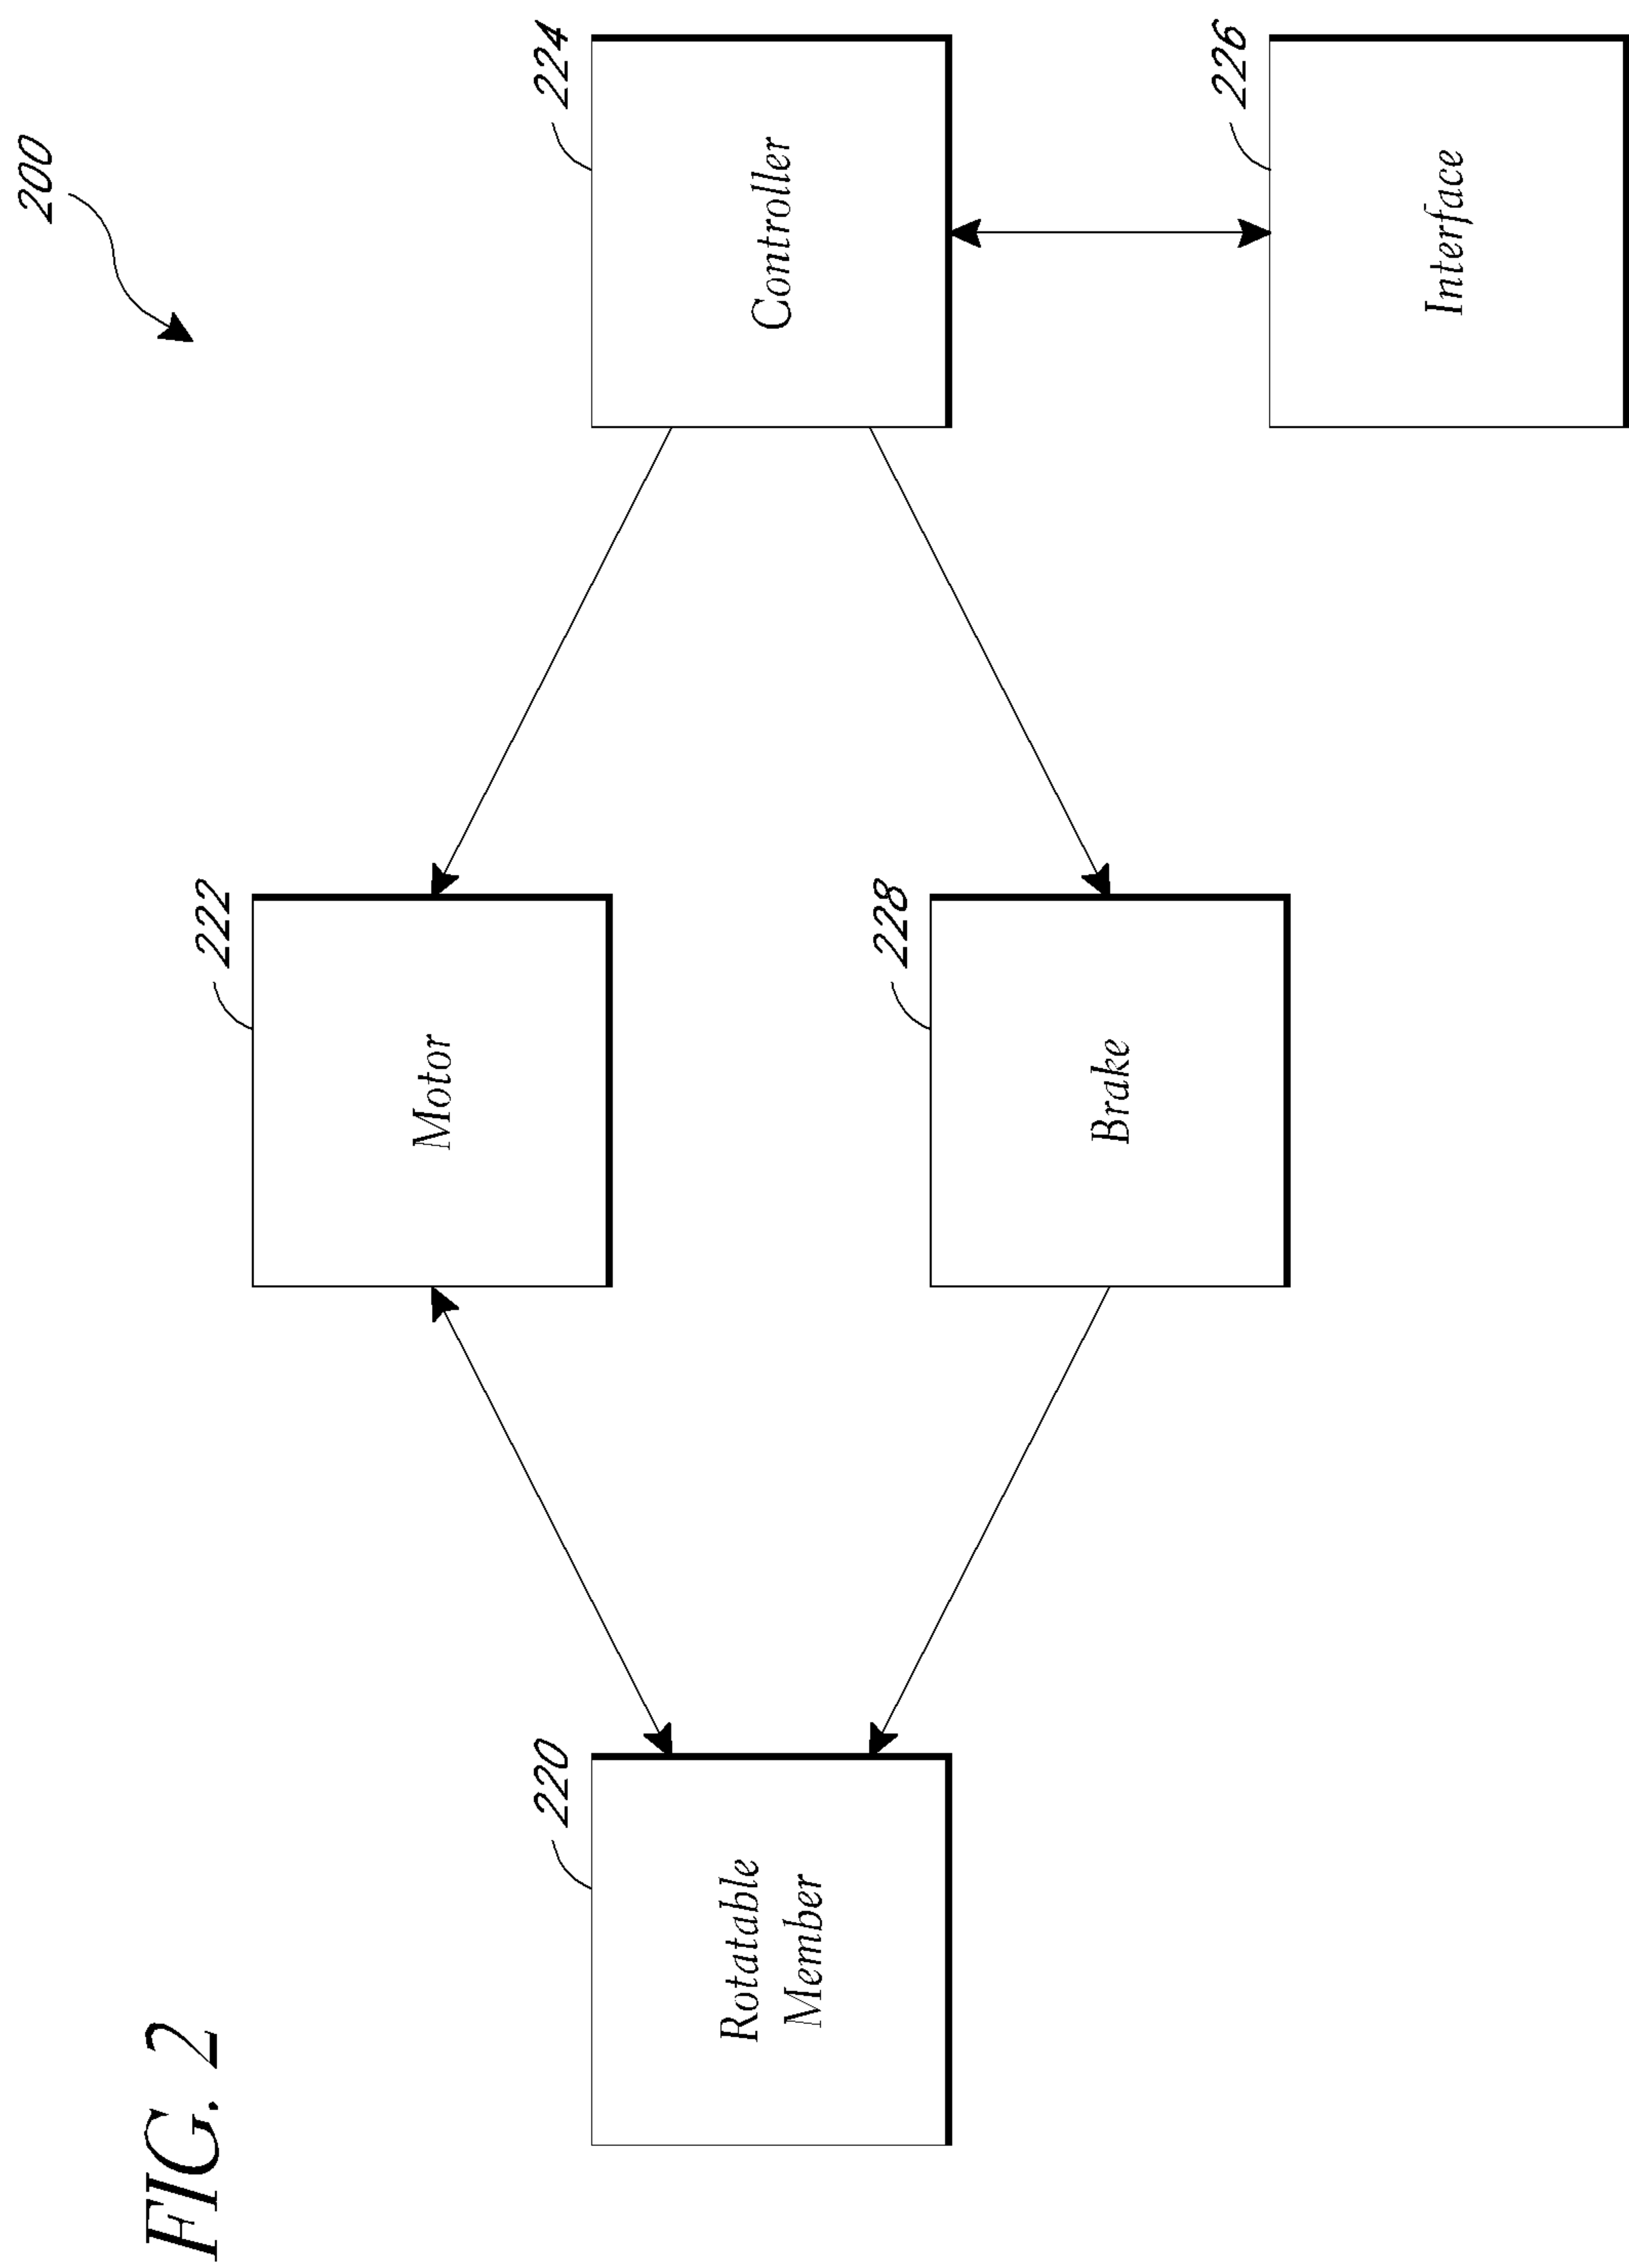 FIG. 2
200
222
Motor
220
Rotatable
Member
224
Controller
228
Brake
226
Interface